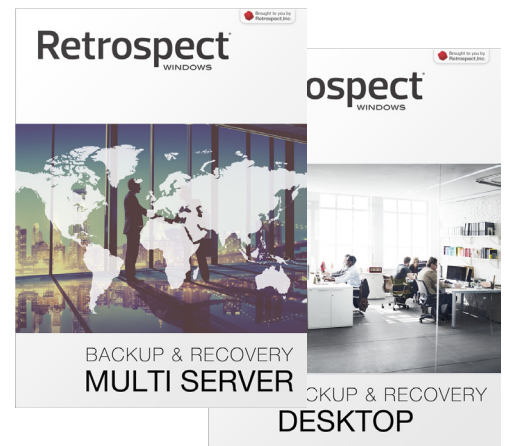 Brought to you by
Retrospect, Inc.
Retrospect
WINDOWS
BACKUP & RECOVERY
MULTI SERVER
Brought to you by
Retrospect, Inc.
ospect
WINDOWS
CKUP & RECOVERY
DESKTOP